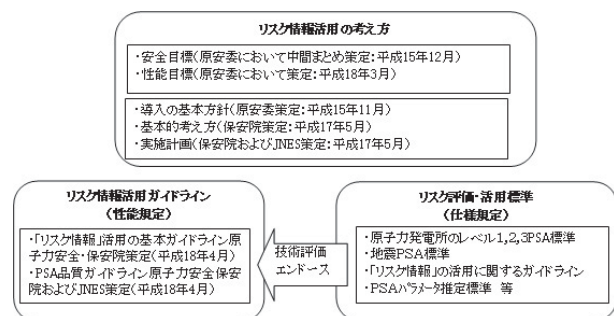 リスク情報活用の考え方
・安全目標(原安委において中間まとめ策定:平成15年12月)
・性能目標(原安委において策定:平成18年3月)
・導入の基本方針(原安委策定:平成15年11月)
・基本的考え方(保安院策定:平成17年5月)
・実施計画(保安院およびJNES策定:平成17年5月)
リスク情報活用ガイドライン
(性能規定)
・「リスク情報」活用の基本ガイドライン原
子力安全・保安院策定(平成18年4月)
・PSA品質ガイドライン原子力安全保安
院およびJNES策定(平成18年4月)
技術評価
エンドース
リスク評価・活用標準
(仕様規定)
・原子力発電所のレベル1,2,3PSA標準
・地震PSA標準
・「リスク情報」の活用に関するガイドライン
・PSAパラメータ推定標準 等